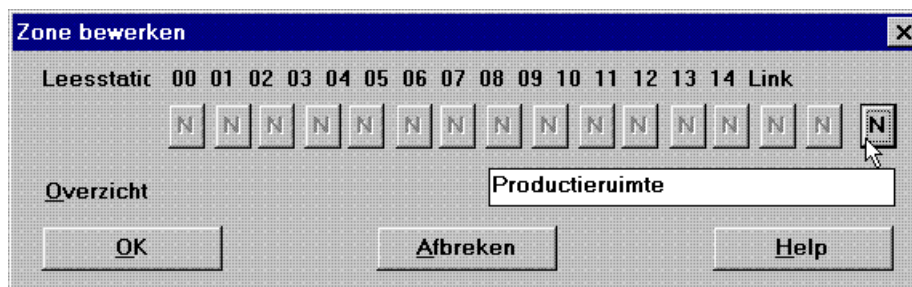 Zone bewerken
Leesstatic 00 01 02 03 04 05 06 07 08 09 10 11 12 13 14 Link
N N N N N N N N N N N N N N N N
Overzicht Productieruimte
OK Afbreken Help